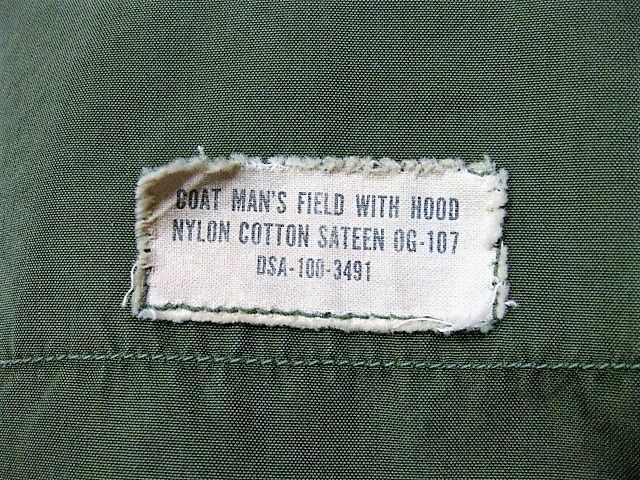 COAT MAN'S FIELD WITH HOOD
NYLON COTTON SATEEN OG-107
DSA-100-3491